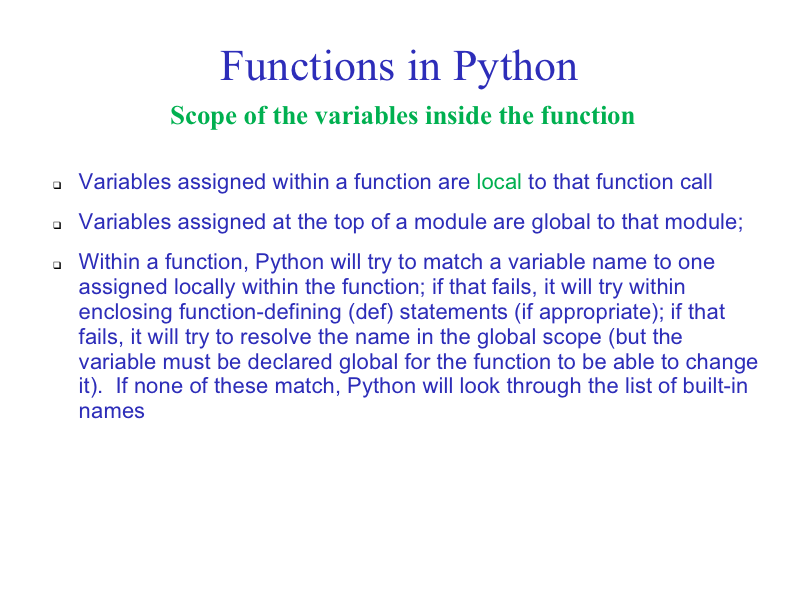 Functions in Python
Scope of the variables inside the function
❑ Variables assigned within a function are local to that function call
❑ Variables assigned at the top of a module are global to that module;
❑ Within a function, Python will try to match a variable name to one
assigned locally within the function; if that fails, it will try within
enclosing function-defining (def) statements (if appropriate); if that
fails, it will try to resolve the name in the global scope (but the
variable must be declared global for the function to be able to change
it).  If none of these match, Python will look through the list of built-in
names